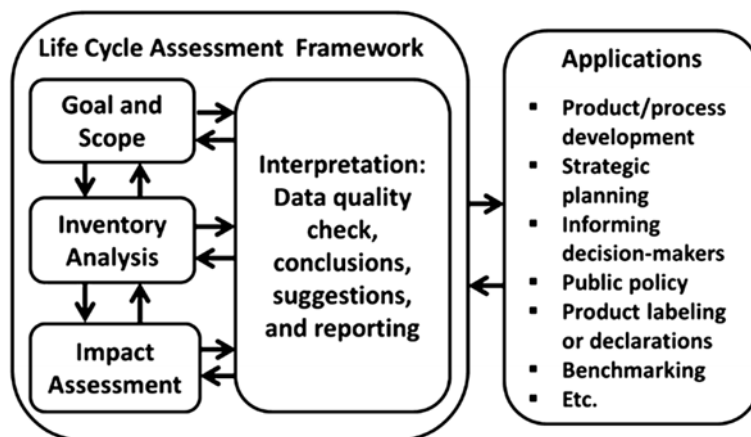 Life Cycle Assessment Framework
Goal and
Scope
Inventory
Analysis
Impact
Assessment
Interpretation:
Data quality
check,
conclusions,
suggestions,
and reporting
Applications
▪ Product/process
development
▪ Strategic
planning
▪ Informing
decision-makers
▪ Public policy
▪ Product labeling
or declarations
▪ Benchmarking
▪ Etc.